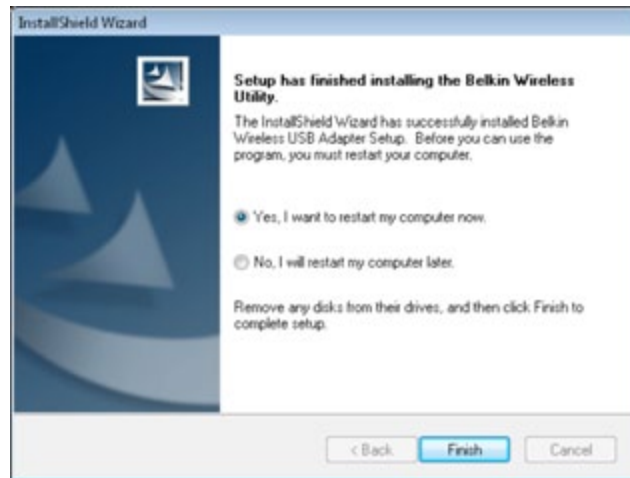 InstallShield Wizard
Setup has finished installing the Belkin Wireless
Utility.
The InstallShield Wizard has successfully installed Belkin
Wireless USB Adapter Setup. Before you can use the
program, you must restart your computer.
Yes, I want to restart my computer now.
No, I will restart my computer later.
Remove any disks from their drives, and then click Finish to
complete setup.
< Back Finish Cancel